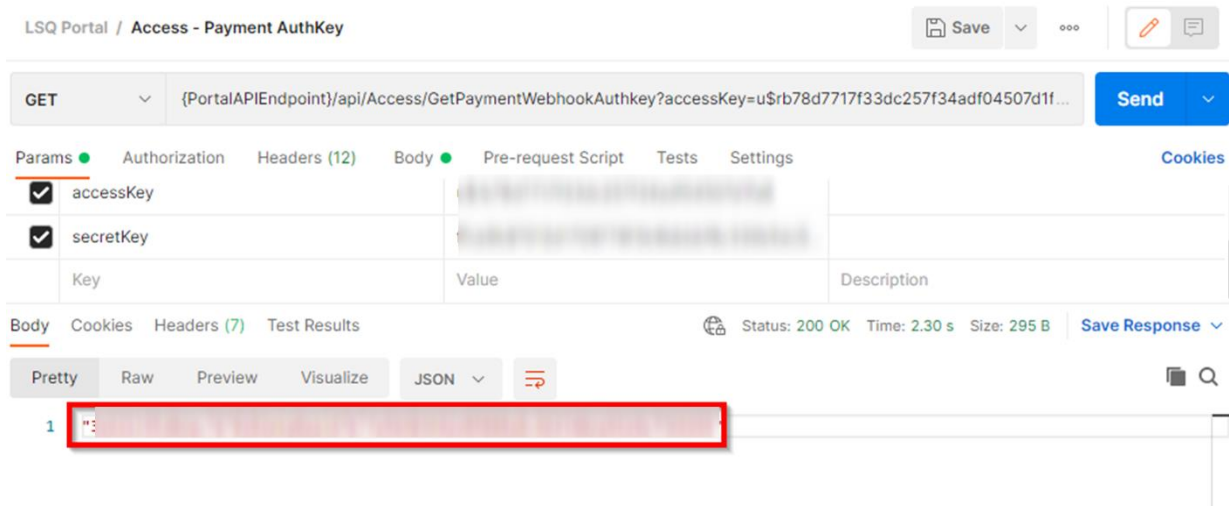 LSQ Portal / Access - Payment AuthKey Save ooo
GET {PortalAPIEndpoint}/api/Access/GetPaymentWebhookAuthkey?accessKey=u$rb78d7717f33dc257f34adf04507d1f... Send
Params Authorization Headers (12) Body Pre-request Script Tests Settings Cookies
accessKey
secretKey
Key Value Description
Body Cookies Headers (7) Test Results Status: 200 OK Time: 2.30 s Size: 295 B Save Response
Pretty Raw Preview Visualize JSON
1 "3